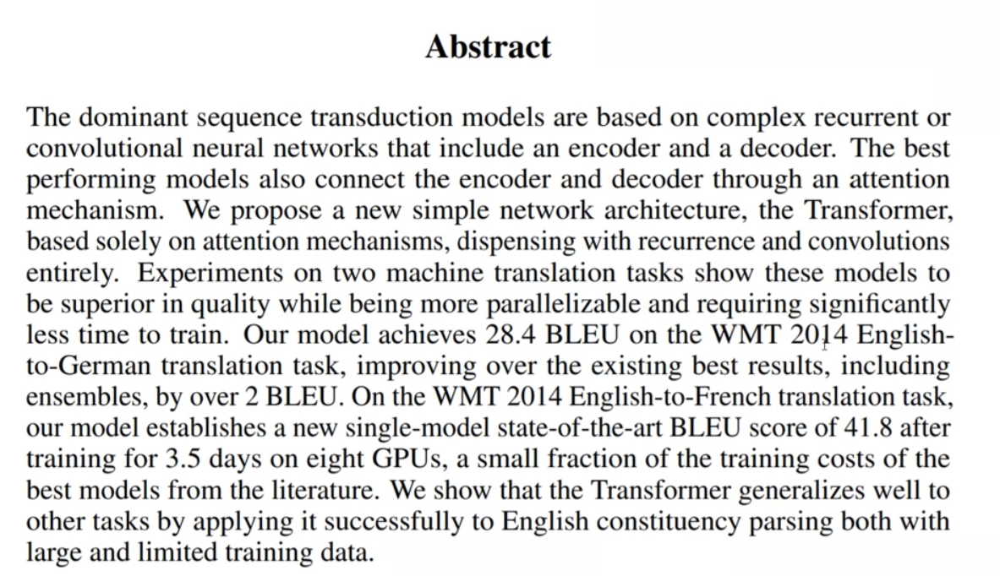 Abstract
The dominant sequence transduction models are based on complex recurrent or
convolutional neural networks that include an encoder and a decoder. The best
performing models also connect the encoder and decoder through an attention
mechanism. We propose a new simple network architecture, the Transformer,
based solely on attention mechanisms, dispensing with recurrence and convolutions
entirely. Experiments on two machine translation tasks show these models to
be superior in quality while being more parallelizable and requiring significantly
less time to train. Our model achieves 28.4 BLEU on the WMT 2014 English-
to-German translation task, improving over the existing best results, including
ensembles, by over 2 BLEU. On the WMT 2014 English-to-French translation task,
our model establishes a new single-model state-of-the-art BLEU score of 41.8 after
training for 3.5 days on eight GPUs, a small fraction of the training costs of the
best models from the literature. We show that the Transformer generalizes well to
other tasks by applying it successfully to English constituency parsing both with
large and limited training data.